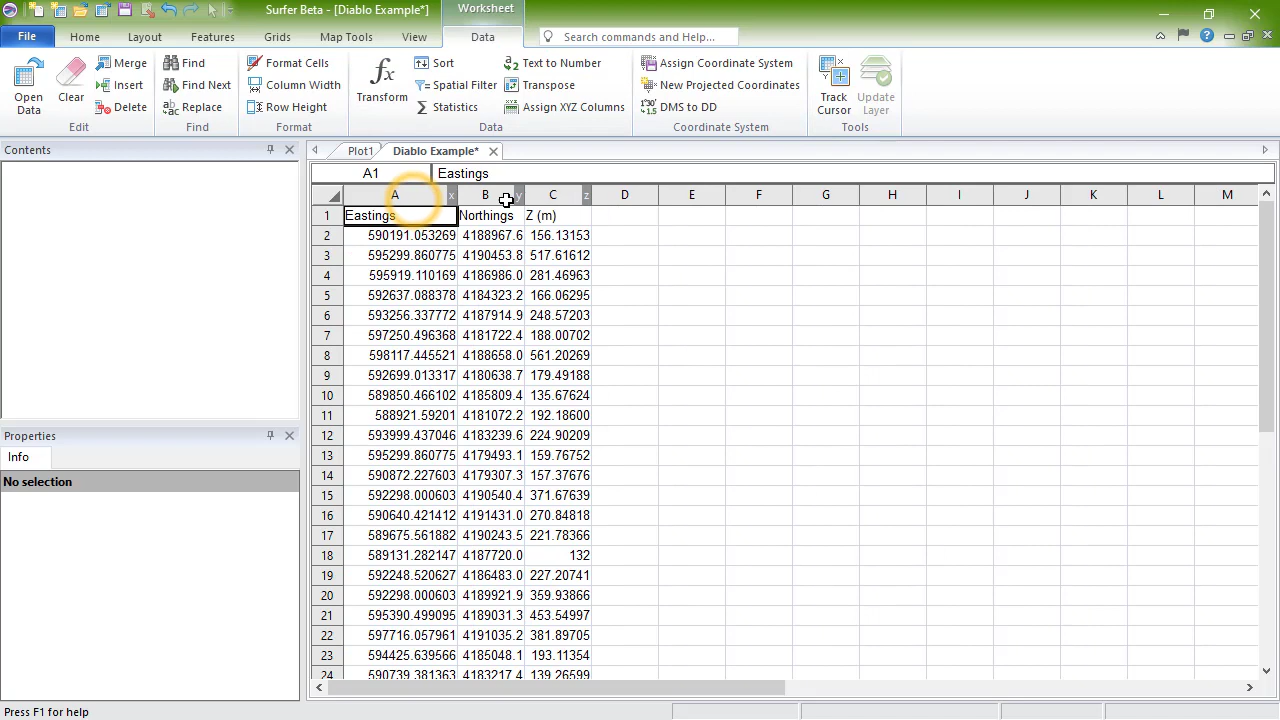 Surfer Beta - [Diablo Example*]
Worksheet
File Home Layout Features Grids Map Tools View Data Search commands and Help...
Open Data
Clear
Merge
Insert
Delete
Edit
Find
Find Next
Replace
Find
Format Cells
Column Width
Row Height
Format
Transform
Sort
Spatial Filter
Statistics
Text to Number
Transpose
Assign XYZ Columns
Data
Assign Coordinate System
New Projected Coordinates
DMS to DD
Coordinate System
Track Cursor
Update Layer
Tools
Contents
Plot1 Diablo Example*
A1 Eastings
A x B y C z D E F G H I J K L M
1 Eastings Northings Z (m)
2 590191.053269 4188967.6 156.13153
3 595299.860775 4190453.8 517.61612
4 595919.110169 4186986.0 281.46963
5 592637.088378 4184323.2 166.06295
6 593256.337772 4187914.9 248.57203
7 597250.496368 4181722.4 188.00702
8 598117.445521 4188658.0 561.20269
9 592699.013317 4180638.7 179.49188
10 589850.466102 4185809.4 135.67624
11 588921.59201 4181072.2 192.18600
12 593999.437046 4183239.6 224.90209
13 595299.860775 4179493.1 159.76752
14 590872.227603 4179307.3 157.37676
15 592298.000603 4190540.4 371.67639
16 590640.421412 4191431.0 270.84818
17 589675.561882 4190243.5 221.78366
18 589131.282147 4187720.0 132
19 592248.520627 4186483.0 227.20741
20 592298.000603 4189921.9 359.93866
21 595390.499095 4189031.3 453.54997
22 597716.057961 4191035.2 381.89705
23 594425.639566 4185048.1 193.11354
24 590739.381363 4183217.4 139.26599
Properties
Info
No selection
Press F1 for help